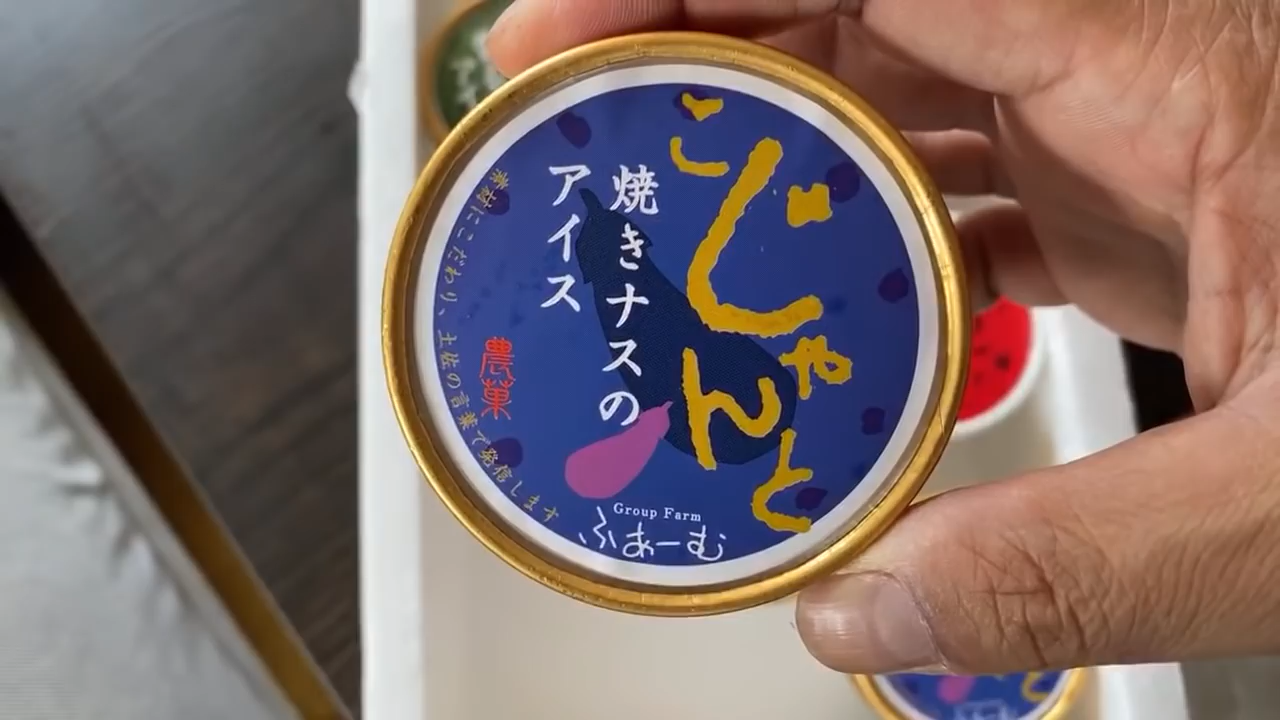 こじゃんと
焼きナスの
アイス
農菓
素材にこだわり、土佐の言葉で発信します
Group Farm
ふぁーむ